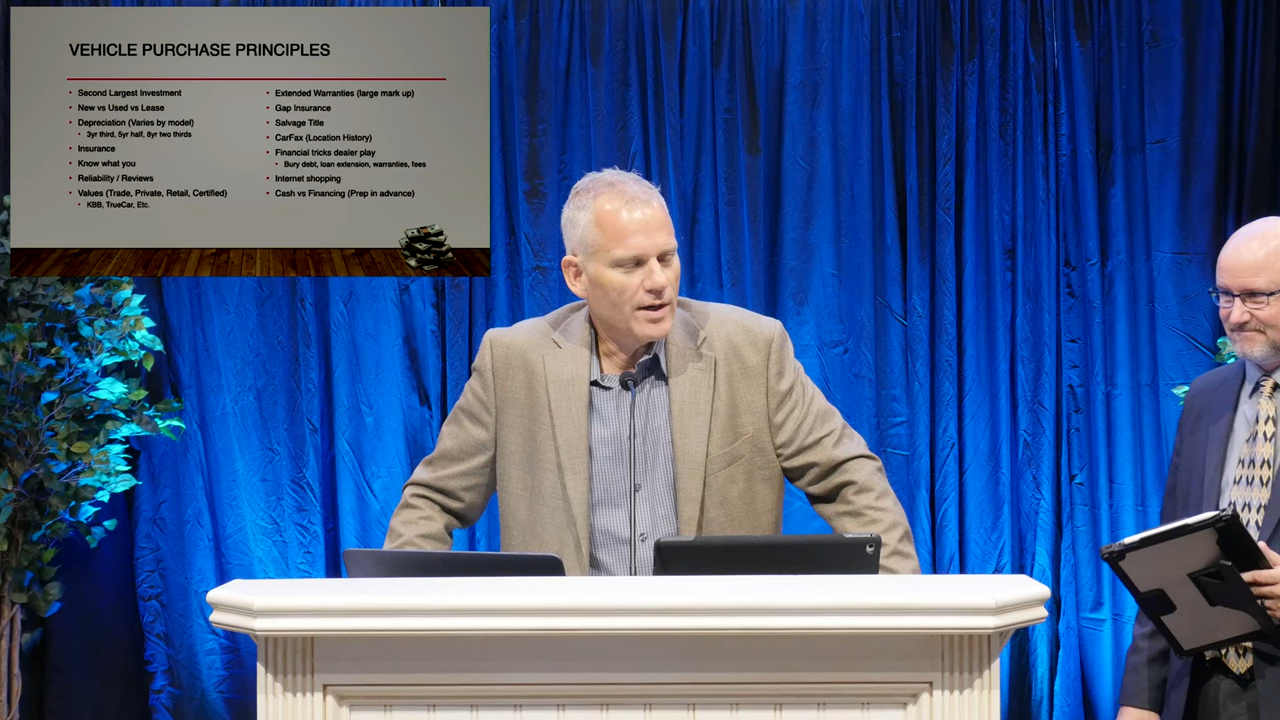 VEHICLE PURCHASE PRINCIPLES
• Second Largest Investment
• New vs Used vs Lease
• Depreciation (Varies by model)
• 3yr third, 5yr half, 8yr two thirds
• Insurance
• Know what you
• Reliability / Reviews
• Values (Trade, Private, Retail, Certified)
• KBB, TrueCar, Etc.
• Extended Warranties (large mark up)
• Gap Insurance
• Salvage Title
• CarFax (Location History)
• Financial tricks dealer play
• Bury debt, loan extension, warranties, fees
• Internet shopping
• Cash vs Financing (Prep in advance)